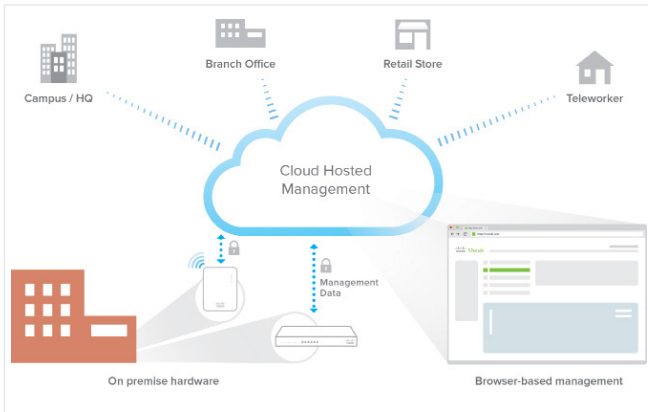 Campus / HQ
Branch Office
Retail Store
Teleworker
Cloud Hosted
Management
Management
Data
On premise hardware
Browser-based management